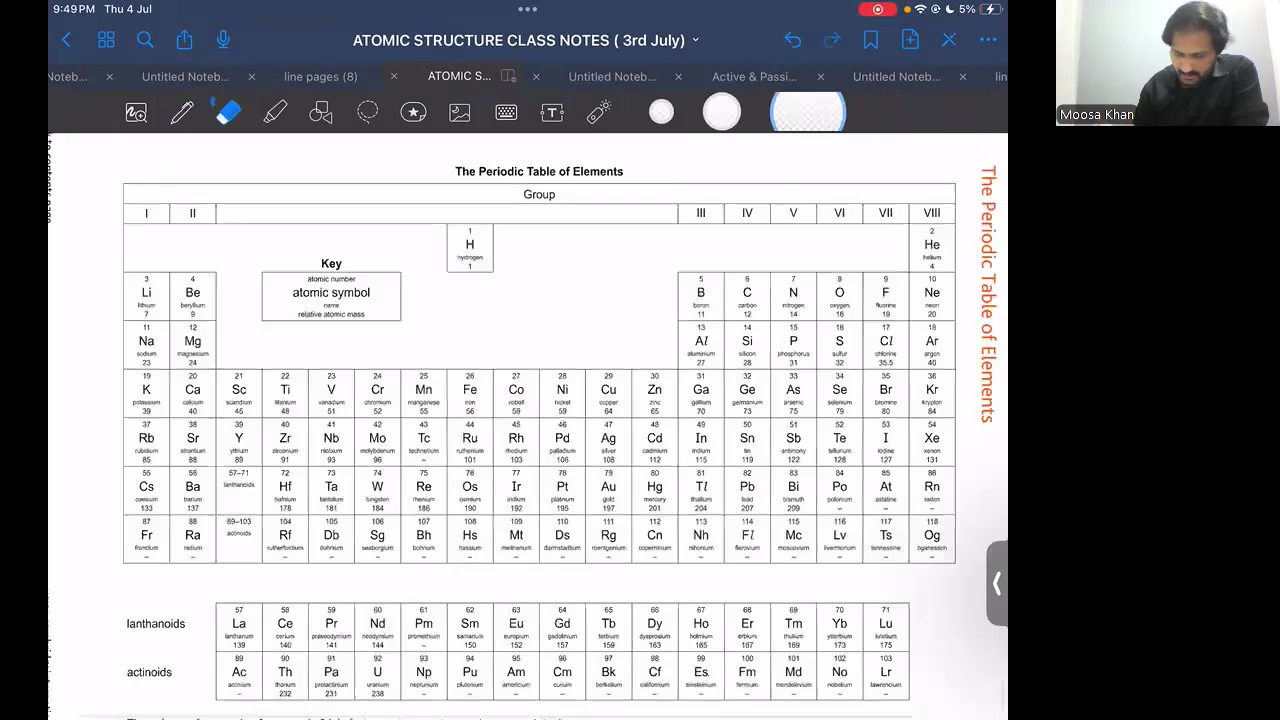 9:49 PM Thu 4 Jul
5%
ATOMIC STRUCTURE CLASS NOTES ( 3rd July)
Noteb...
Untitled Noteb...
line pages (8)
ATOMIC S...
Untitled Noteb...
Active & Passi...
Untitled Noteb...
lin
Moosa Khan
The Periodic Table of Elements
The Periodic Table of Elements
Group
I II III IV V VI VII VIII
1 2
H He
hydrogen helium
1 4
Key
atomic number
atomic symbol
name
relative atomic mass
3 4 5 6 7 8 9 10
Li Be B C N O F Ne
lithium beryllium boron carbon nitrogen oxygen fluorine neon
7 9 11 12 14 16 19 20
11 12 13 14 15 16 17 18
Na Mg Al Si P S Cl Ar
sodium magnesium aluminium silicon phosphorus sulfur chlorine argon
23 24 27 28 31 32 35.5 40
19 20 21 22 23 24 25 26 27 28 29 30 31 32 33 34 35 36
K Ca Sc Ti V Cr Mn Fe Co Ni Cu Zn Ga Ge As Se Br Kr
potassium calcium scandium titanium vanadium chromium manganese iron cobalt nickel copper zinc gallium germanium arsenic selenium bromine krypton
39 40 45 48 51 52 55 56 59 59 64 65 70 73 75 79 80 84
37 38 39 40 41 42 43 44 45 46 47 48 49 50 51 52 53 54
Rb Sr Y Zr Nb Mo Tc Ru Rh Pd Ag Cd In Sn Sb Te I Xe
rubidium strontium yttrium zirconium niobium molybdenum technetium ruthenium rhodium palladium silver cadmium indium tin antimony tellurium iodine xenon
85 88 89 91 93 96 – 101 103 106 108 112 115 119 122 128 127 131
55 56 57–71 72 73 74 75 76 77 78 79 80 81 82 83 84 85 86
Cs Ba lanthanoids Hf Ta W Re Os Ir Pt Au Hg Tl Pb Bi Po At Rn
caesium barium hafnium tantalum tungsten rhenium osmium iridium platinum gold mercury thallium lead bismuth polonium astatine radon
133 137 178 181 184 186 190 192 195 197 201 204 207 209 – – –
87 88 89–103 104 105 106 107 108 109 110 111 112 113 114 115 116 117 118
Fr Ra actinoids Rf Db Sg Bh Hs Mt Ds Rg Cn Nh Fl Mc Lv Ts Og
francium radium rutherfordium dubnium seaborgium bohrium hassium meitnerium darmstadtium roentgenium copernicium nihonium flerovium moscovium livermorium tennessine oganesson
– – – – – – – – – – – – – – – – –
lanthanoids
57 58 59 60 61 62 63 64 65 66 67 68 69 70 71
La Ce Pr Nd Pm Sm Eu Gd Tb Dy Ho Er Tm Yb Lu
lanthanum cerium praseodymium neodymium promethium samarium europium gadolinium terbium dysprosium holmium erbium thulium ytterbium lutetium
139 140 141 144 – 150 152 157 159 163 165 167 169 173 175
actinoids
89 90 91 92 93 94 95 96 97 98 99 100 101 102 103
Ac Th Pa U Np Pu Am Cm Bk Cf Es Fm Md No Lr
actinium thorium protactinium uranium neptunium plutonium americium curium berkelium californium einsteinium fermium mendelevium nobelium lawrencium
– 232 231 238 – – – – – – – – – – –